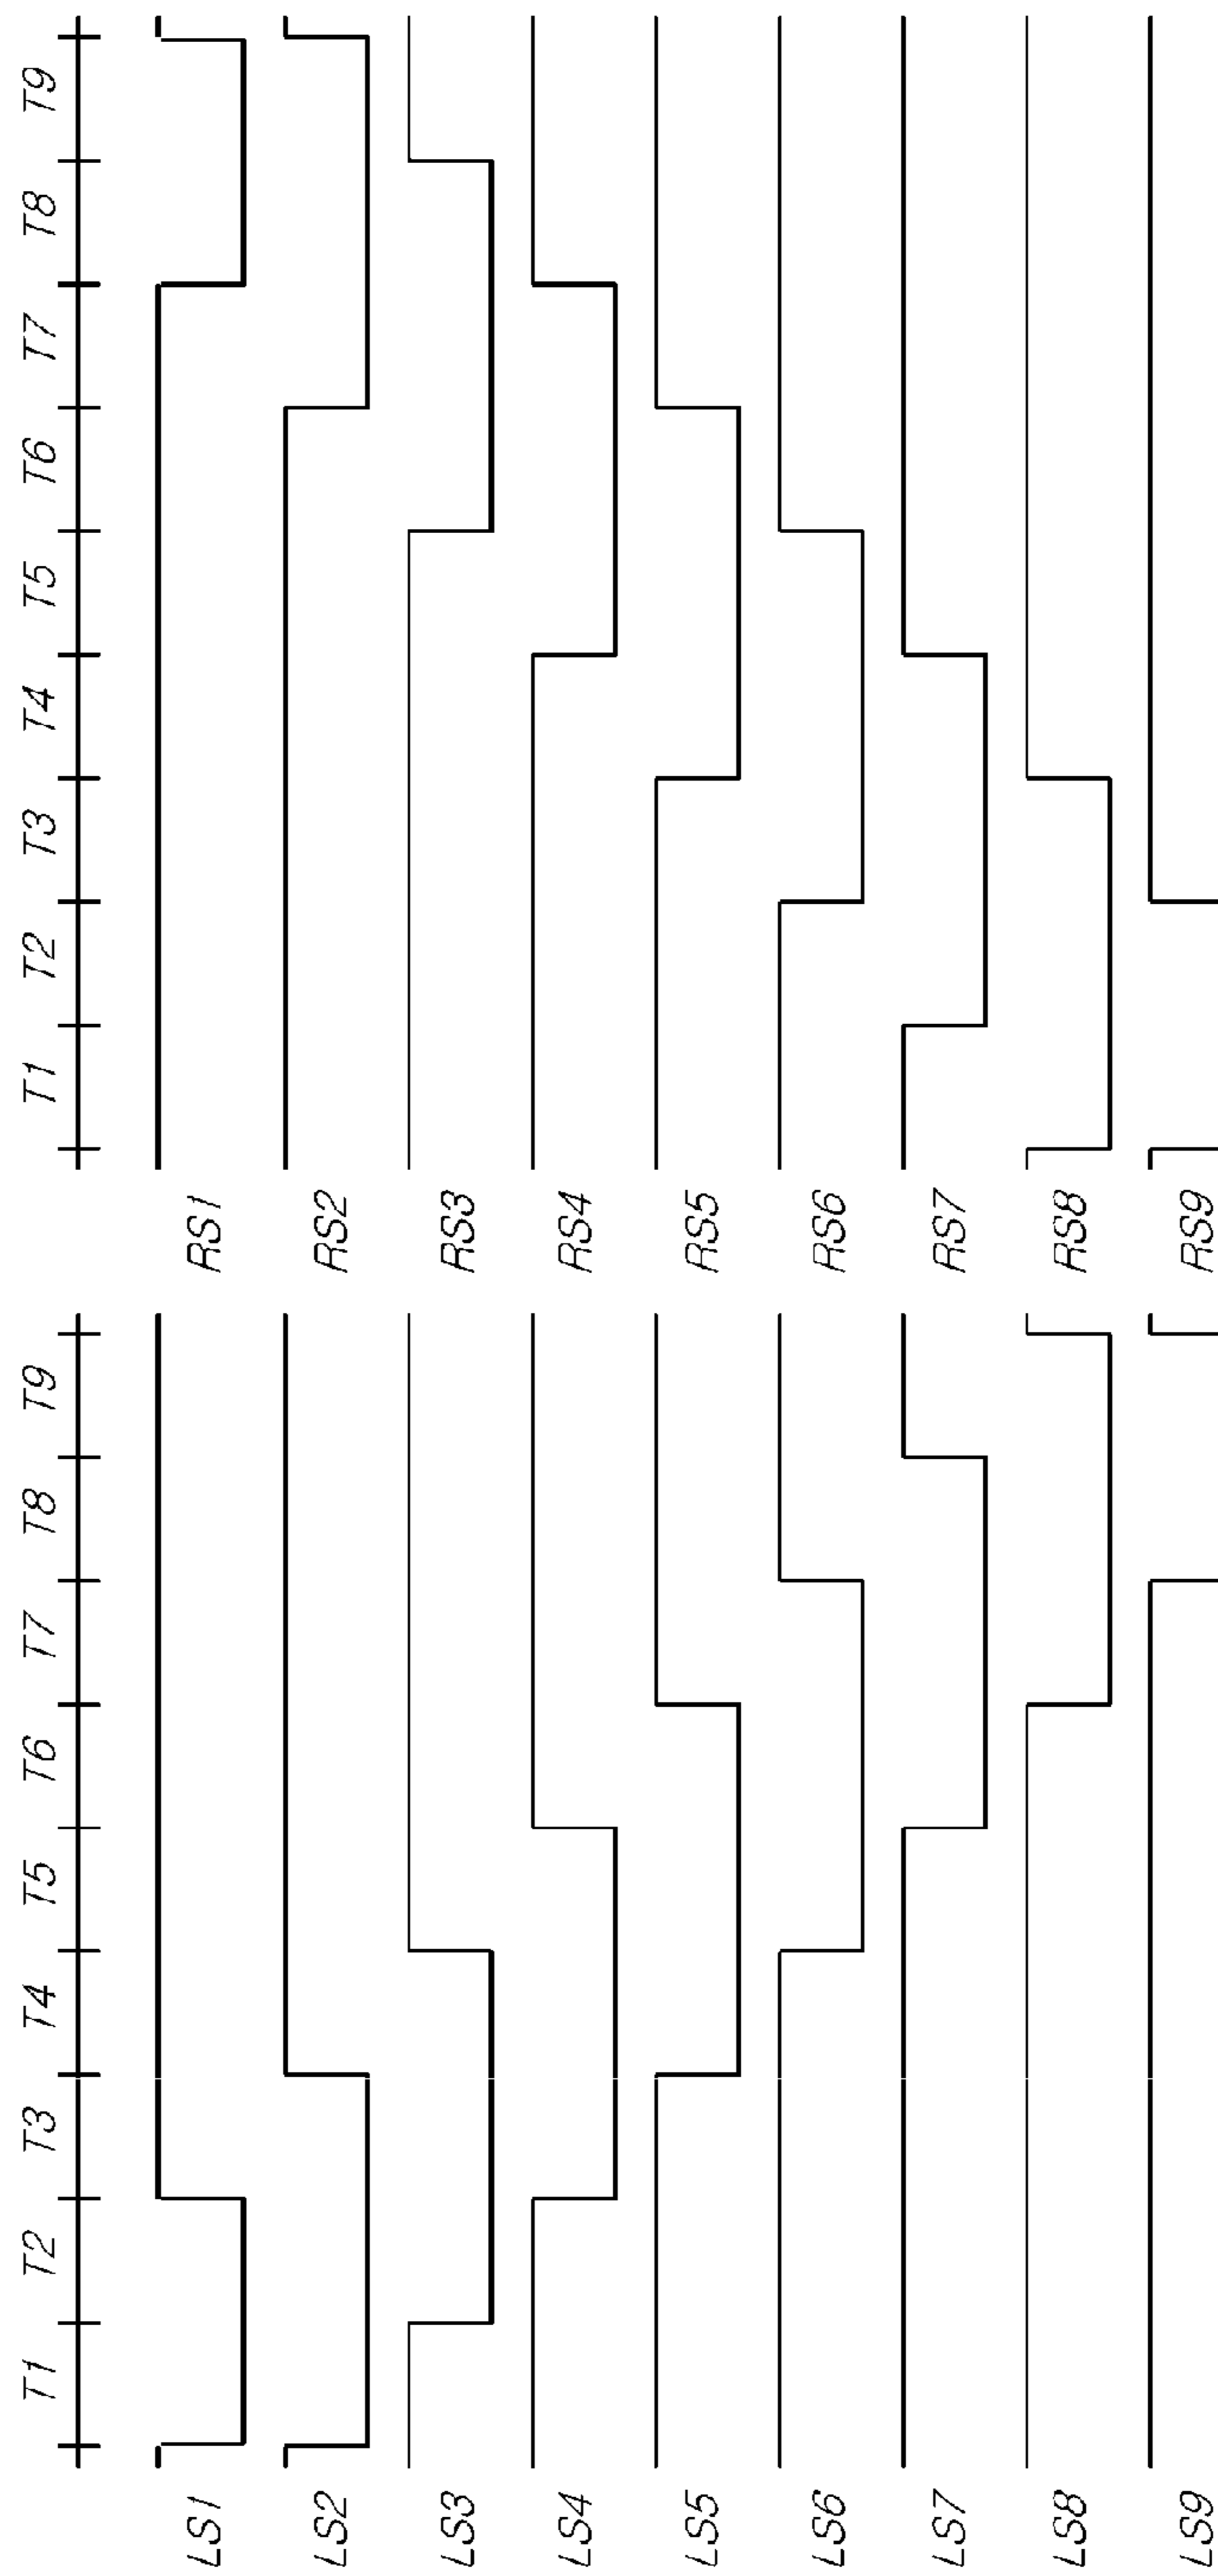 T1 T2 T3 T4 T5 T6 T7 T8 T9
LS1
LS2
LS3
LS4
LS5
LS6
LS7
LS8
LS9
T1 T2 T3 T4 T5 T6 T7 T8 T9
RS1
RS2
RS3
RS4
RS5
RS6
RS7
RS8
RS9